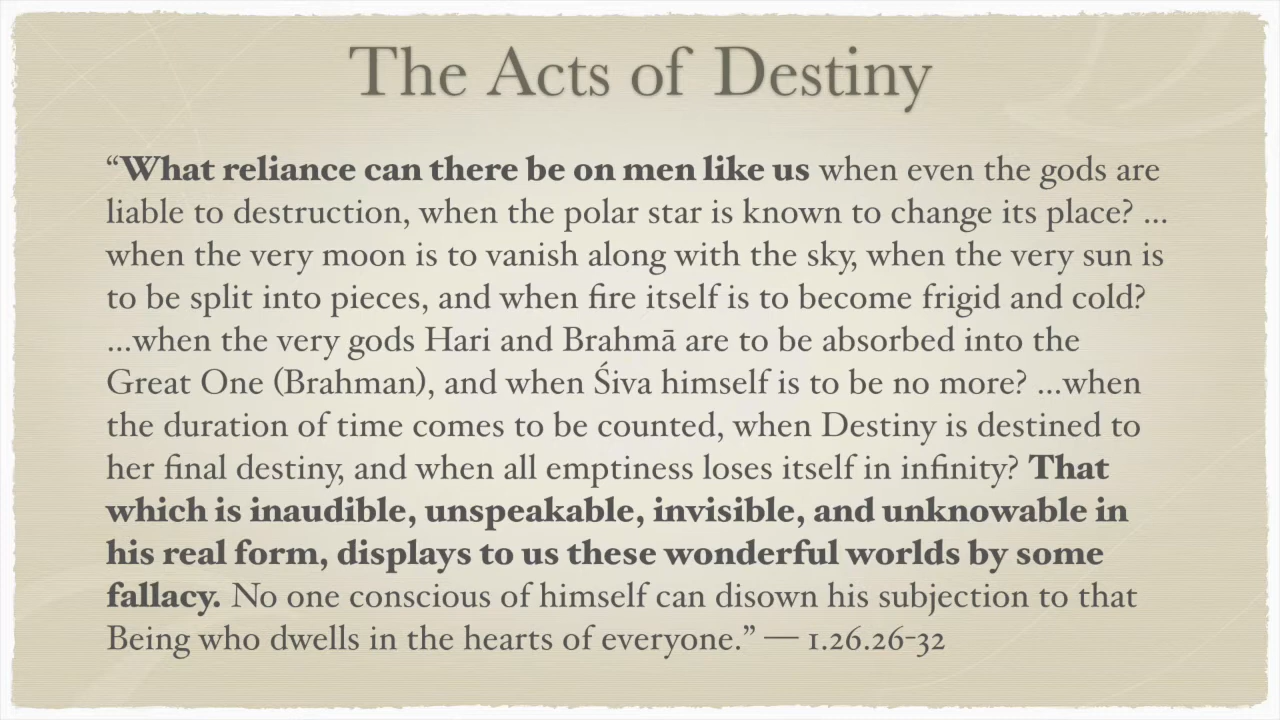 The Acts of Destiny
“What reliance can there be on men like us when even the gods are
liable to destruction, when the polar star is known to change its place? ...
when the very moon is to vanish along with the sky, when the very sun is
to be split into pieces, and when fire itself is to become frigid and cold?
...when the very gods Hari and Brahmā are to be absorbed into the
Great One (Brahman), and when Śiva himself is to be no more? ...when
the duration of time comes to be counted, when Destiny is destined to
her final destiny, and when all emptiness loses itself in infinity? That
which is inaudible, unspeakable, invisible, and unknowable in
his real form, displays to us these wonderful worlds by some
fallacy. No one conscious of himself can disown his subjection to that
Being who dwells in the hearts of everyone.” — 1.26.26-32